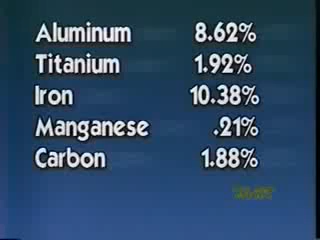 Aluminum 8.62%
Titanium 1.92%
Iron 10.38%
Manganese .21%
Carbon 1.88%